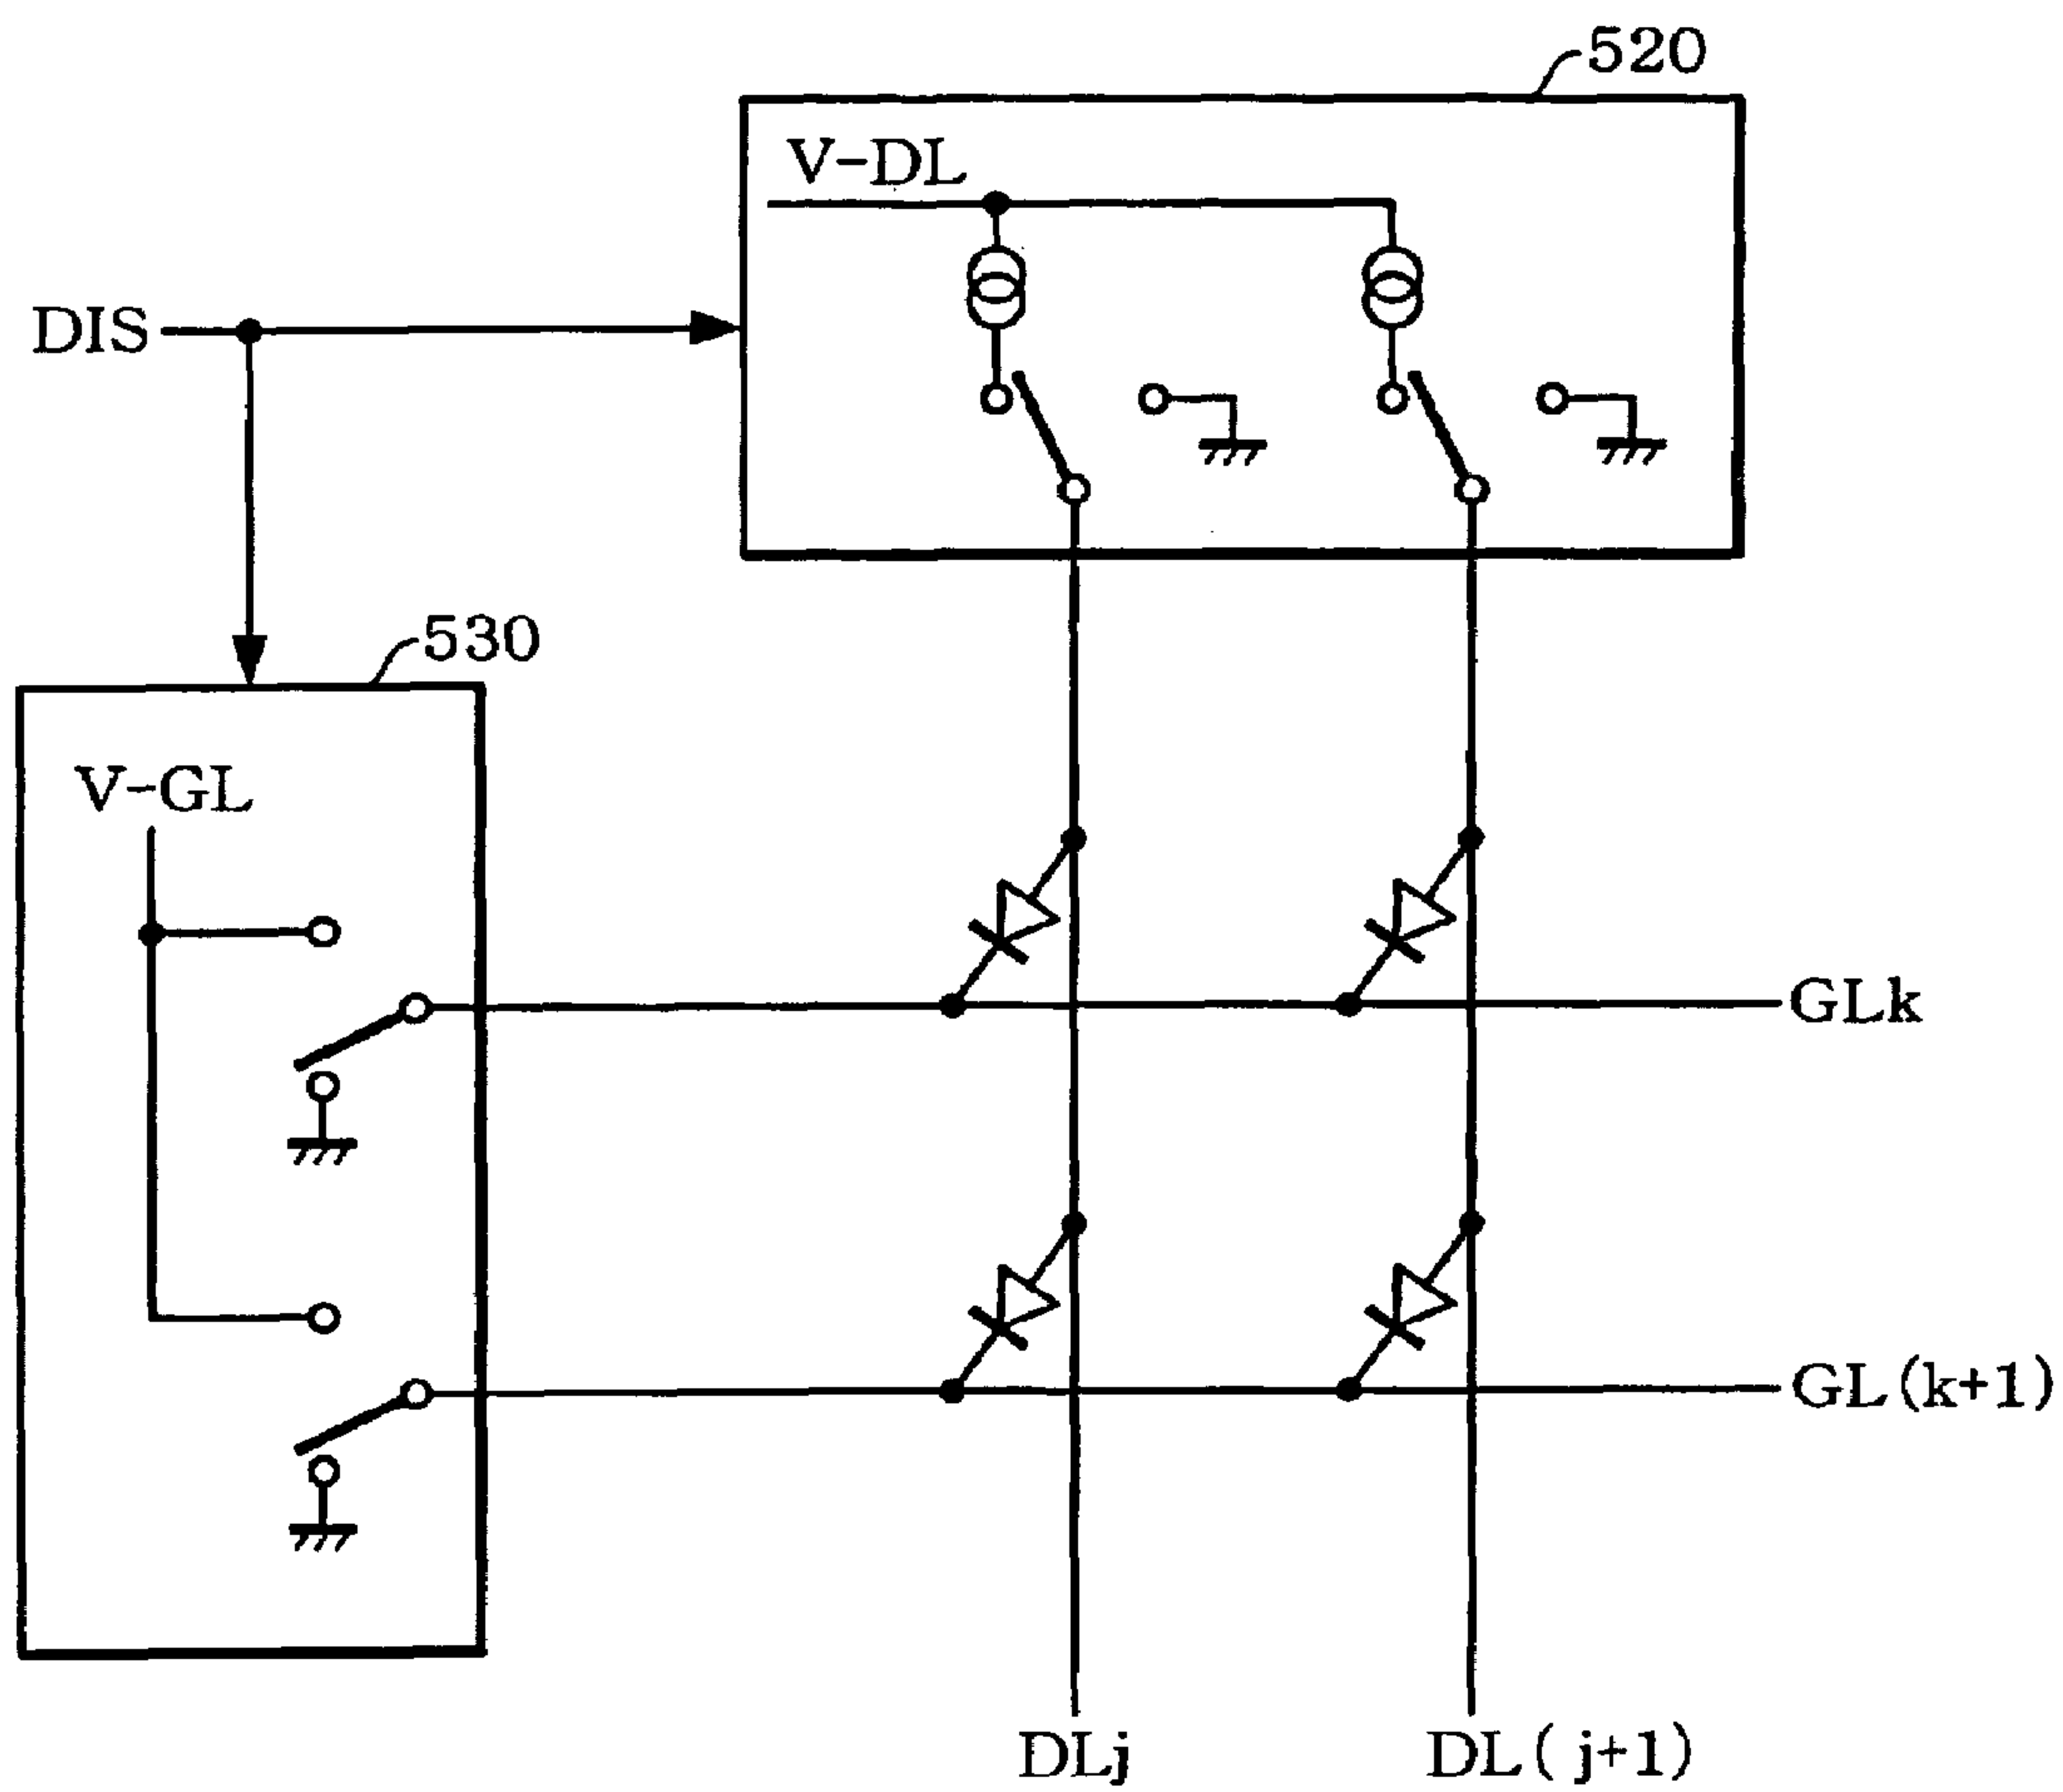 520
V-DL
DIS
530
V-GL
GLk
GL(k+1)
DLj
DL(j+1)